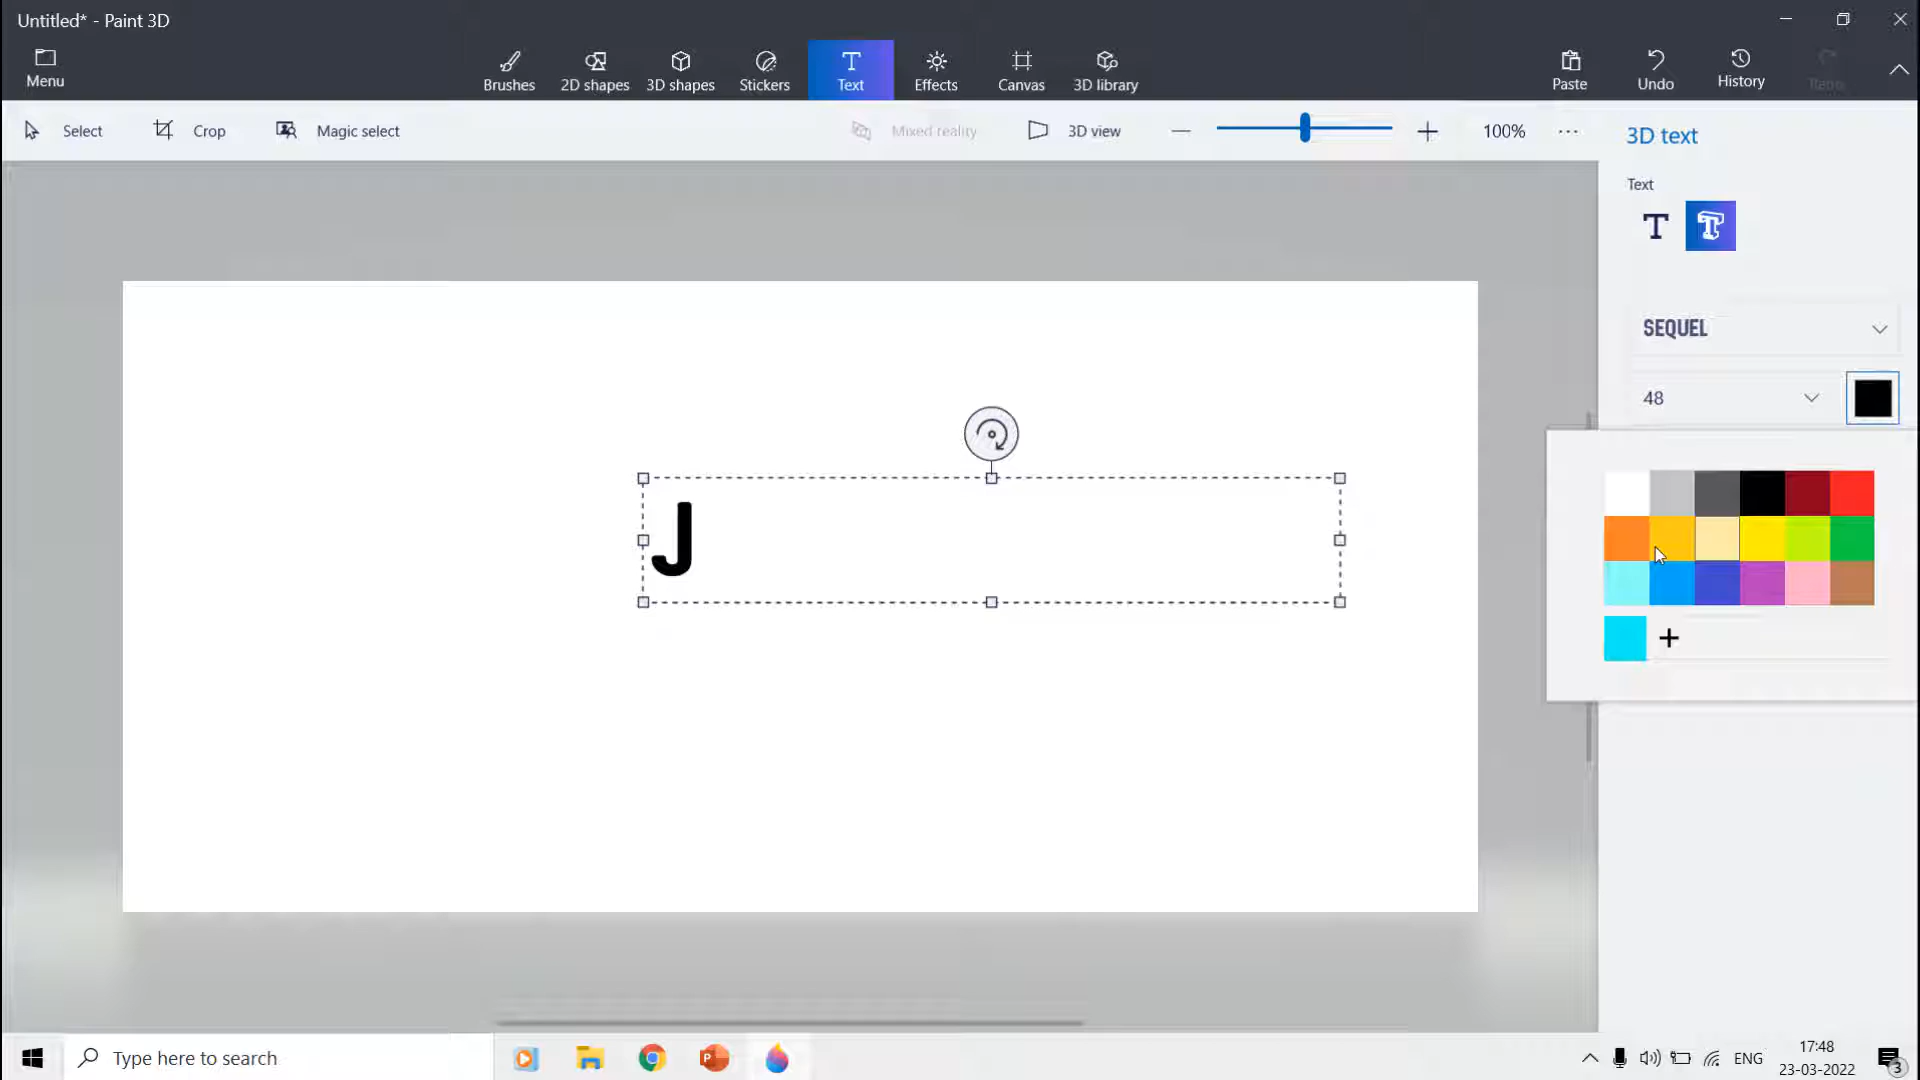 Untitled* - Paint 3D
Menu
Brushes
2D shapes
3D shapes
Stickers
Text
Effects
Canvas
3D library
Paste
Undo
History
Redo
Select
Crop
Magic select
Mixed reality
3D view
100%
3D text
Text
T
T
SEQUEL
48
J
Type here to search
ENG
17:48
23-03-2022
3